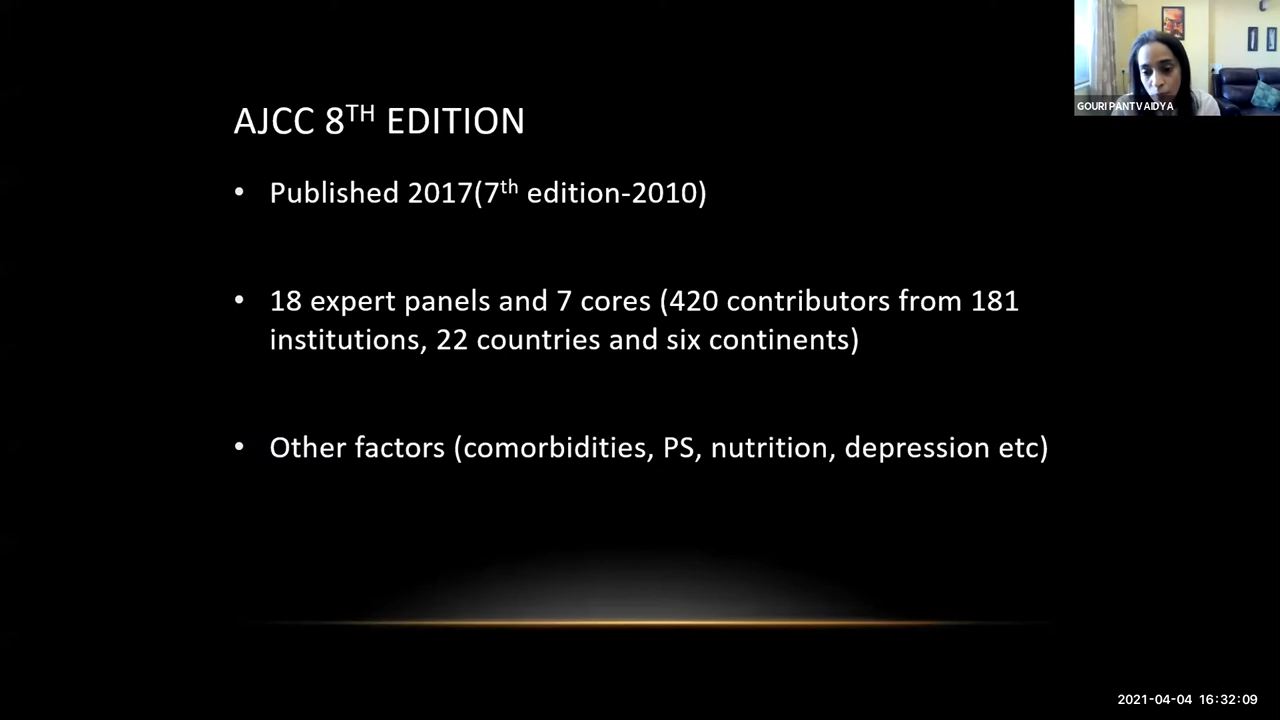 GOURI PANTVAIDYA
AJCC 8TH EDITION
• Published 2017(7th edition-2010)
• 18 expert panels and 7 cores (420 contributors from 181
institutions, 22 countries and six continents)
• Other factors (comorbidities, PS, nutrition, depression etc)
2021-04-04 16:32:09